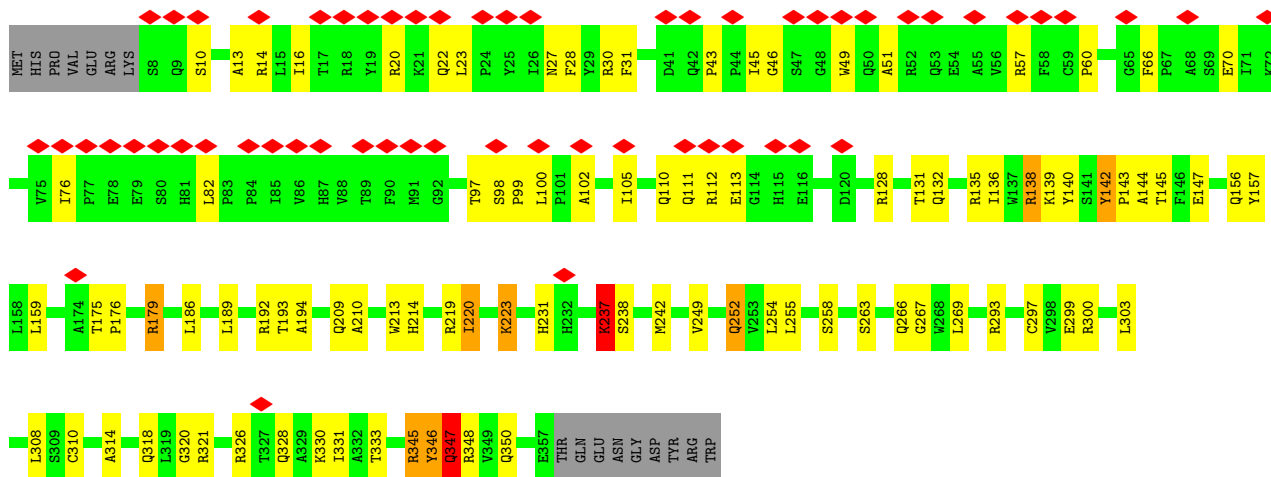 MET HIS PRO VAL GLU ARG LYS S8 Q9 S10 A13 R14 L15 I16 T17 R18 Y19 R20 K21 Q22 L23 P24 Y25 I26 N27 F28 Y29 R30 F31 D41 Q42 P43 P44 I45 G46 S47 G48 W49 Q50 A51 R52 Q53 E54 A55 V56 R57 F58 C59 P60 G65 F66 P67 A68 S69 E70 I71 K72
V75 I76 P77 E78 E79 S80 H81 L82 P83 P84 I85 V86 H87 V88 T89 F90 M91 G92 T97 S98 P99 L100 P101 A102 I105 Q110 Q111 R112 E113 G114 H115 E116 D120 R128 T131 Q132 R135 I136 W137 R138 K139 Y140 S141 Y142 P143 A144 T145 F146 E147 Q156 Y157
L158 L159 A174 T175 P176 R179 L186 L189 R192 T193 A194 Q209 A210 W213 H214 R219 I220 K223 H231 H232 K237 S238 M242 V249 Q252 V253 L254 L255 S258 S263 Q266 G267 W268 L269 R293 C297 V298 E299 R300 L303
L308 S309 C310 A314 Q318 L319 G320 R321 R326 T327 Q328 A329 K330 I331 A332 T333 R345 Y346 Q347 R348 V349 Q350 E357 THR GLN GLU ASN GLY ASP TYR ARG TRP